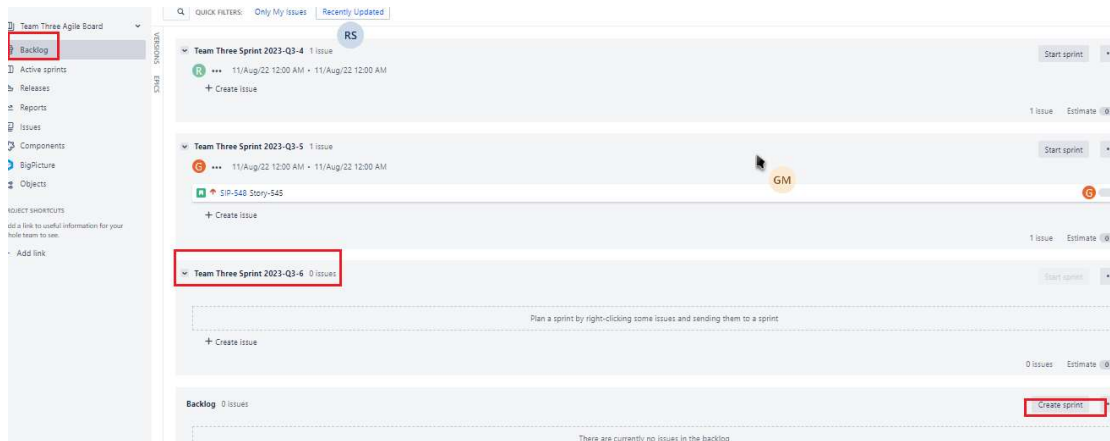 QUICK FILTERS: Only My Issues Recently Updated
Team Three Agile Board
RS
Backlog
VERSIONS
Team Three Sprint 2023-Q3-4 1 issue
Start sprint
Active sprints
R ••• 11/Aug/22 12:00 AM • 11/Aug/22 12:00 AM
EPICS
Releases
+ Create issue
Reports
1 issue Estimate 0
Issues
Components
Team Three Sprint 2023-Q3-5 1 issue
Start sprint
BigPicture
G ••• 11/Aug/22 12:00 AM • 11/Aug/22 12:00 AM
Objects
GM
SIP-548 Story-545
G
PROJECT SHORTCUTS
+ Create issue
add a link to useful information for your
whole team to see.
1 issue Estimate 0
Add link
Team Three Sprint 2023-Q3-6 0 issues
Start sprint
Plan a sprint by right-clicking some issues and sending them to a sprint
+ Create issue
0 issues Estimate 0
Backlog 0 issues
Create sprint
There are currently no issues in the backlog